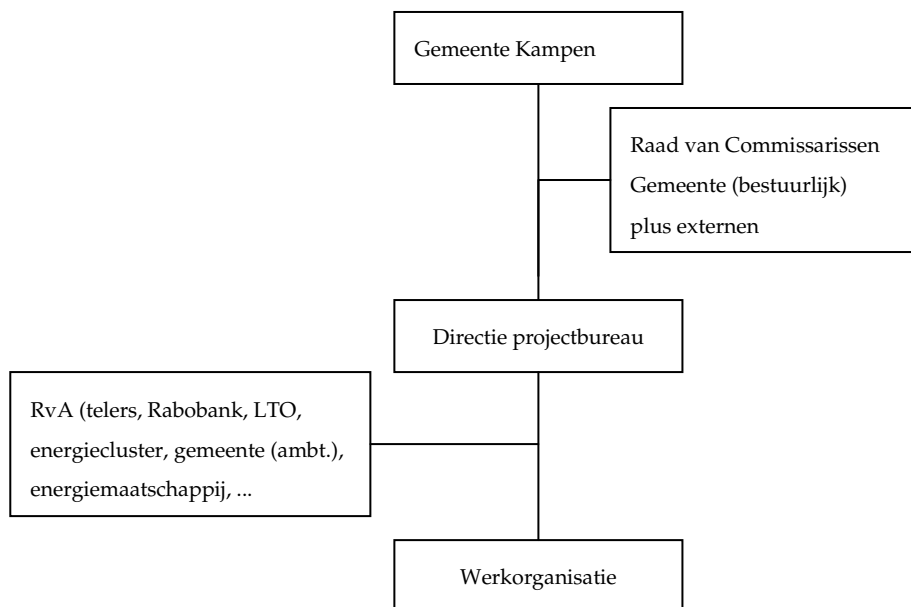 Gemeente Kampen
Raad van Commissarissen
Gemeente (bestuurlijk)
plus externen
Directie projectbureau
RvA (telers, Rabobank, LTO,
energiecluster, gemeente (ambt.),
energiemaatschappij, ...
Werkorganisatie